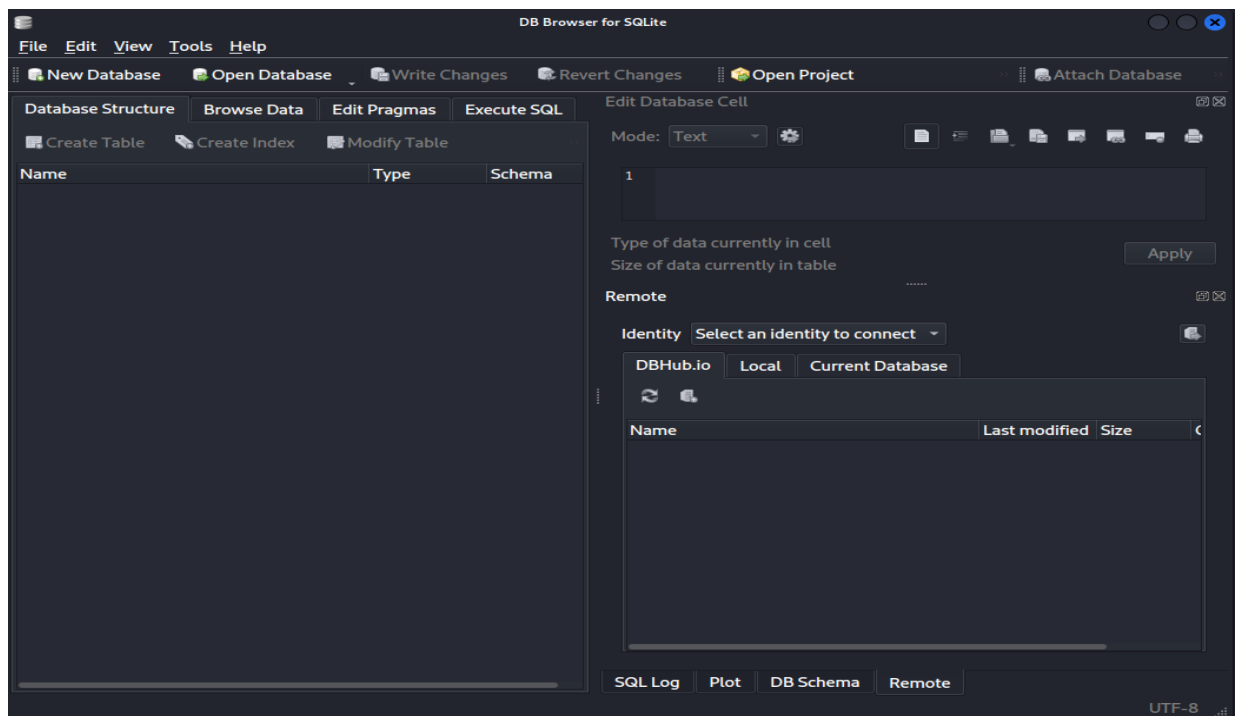 DB Browser for SQLite
File Edit View Tools Help
New Database Open Database Write Changes Revert Changes Open Project Attach Database
Database Structure Browse Data Edit Pragmas Execute SQL
Create Table Create Index Modify Table
Name Type Schema
Edit Database Cell
Mode: Text
1
Type of data currently in cell
Size of data currently in table
Apply
Remote
Identity Select an identity to connect
DBHub.io Local Current Database
Name Last modified Size
SQL Log Plot DB Schema Remote
UTF-8